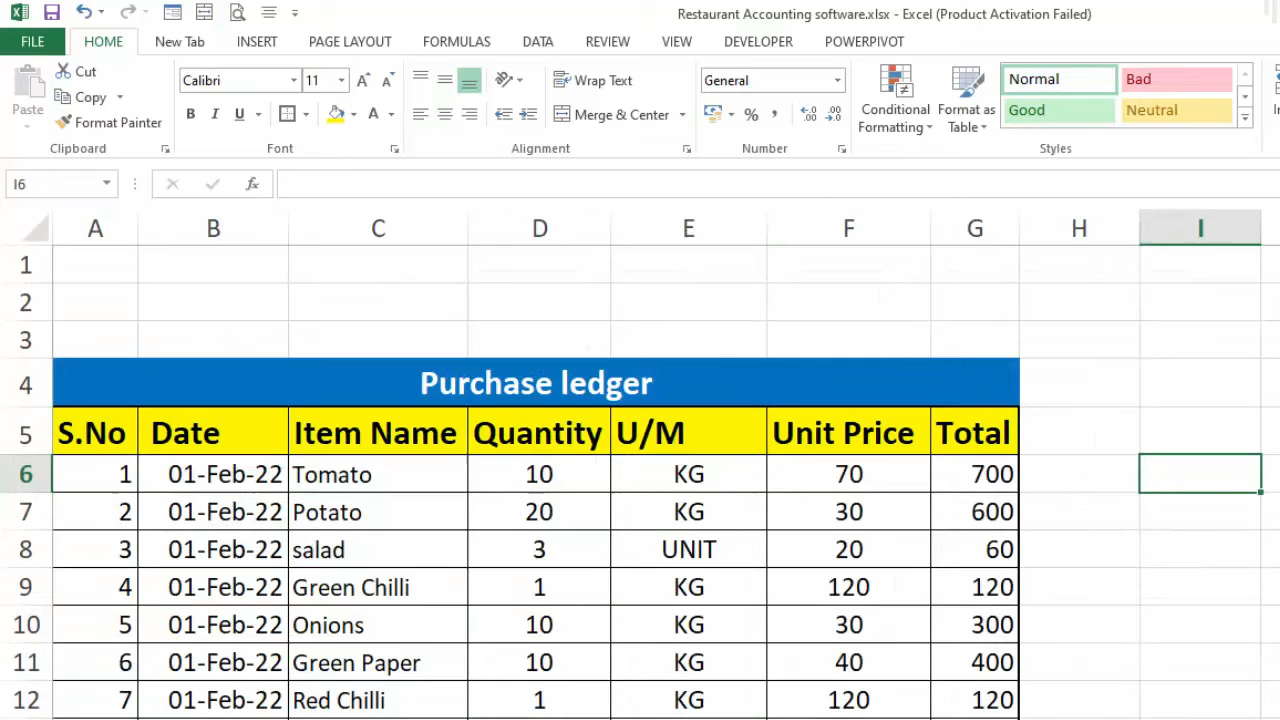 Restaurant Accounting software.xlsx - Excel (Product Activation Failed)
FILE HOME New Tab INSERT PAGE LAYOUT FORMULAS DATA REVIEW VIEW DEVELOPER POWERPIVOT
Paste
Cut
Copy
Format Painter
Clipboard
Calibri 11
B I U A
Font
Wrap Text
Merge & Center
Alignment
General
%
Number
Conditional
Formatting
Format as
Table
Normal Bad
Good Neutral
Styles
I6 fx
A B C D E F G H I
1
2
3
4 Purchase ledger
5 S.No Date Item Name Quantity U/M Unit Price Total
6 1 01-Feb-22 Tomato 10 KG 70 700
7 2 01-Feb-22 Potato 20 KG 30 600
8 3 01-Feb-22 salad 3 UNIT 20 60
9 4 01-Feb-22 Green Chilli 1 KG 120 120
10 5 01-Feb-22 Onions 10 KG 30 300
11 6 01-Feb-22 Green Paper 10 KG 40 400
12 7 01-Feb-22 Red Chilli 1 KG 120 120